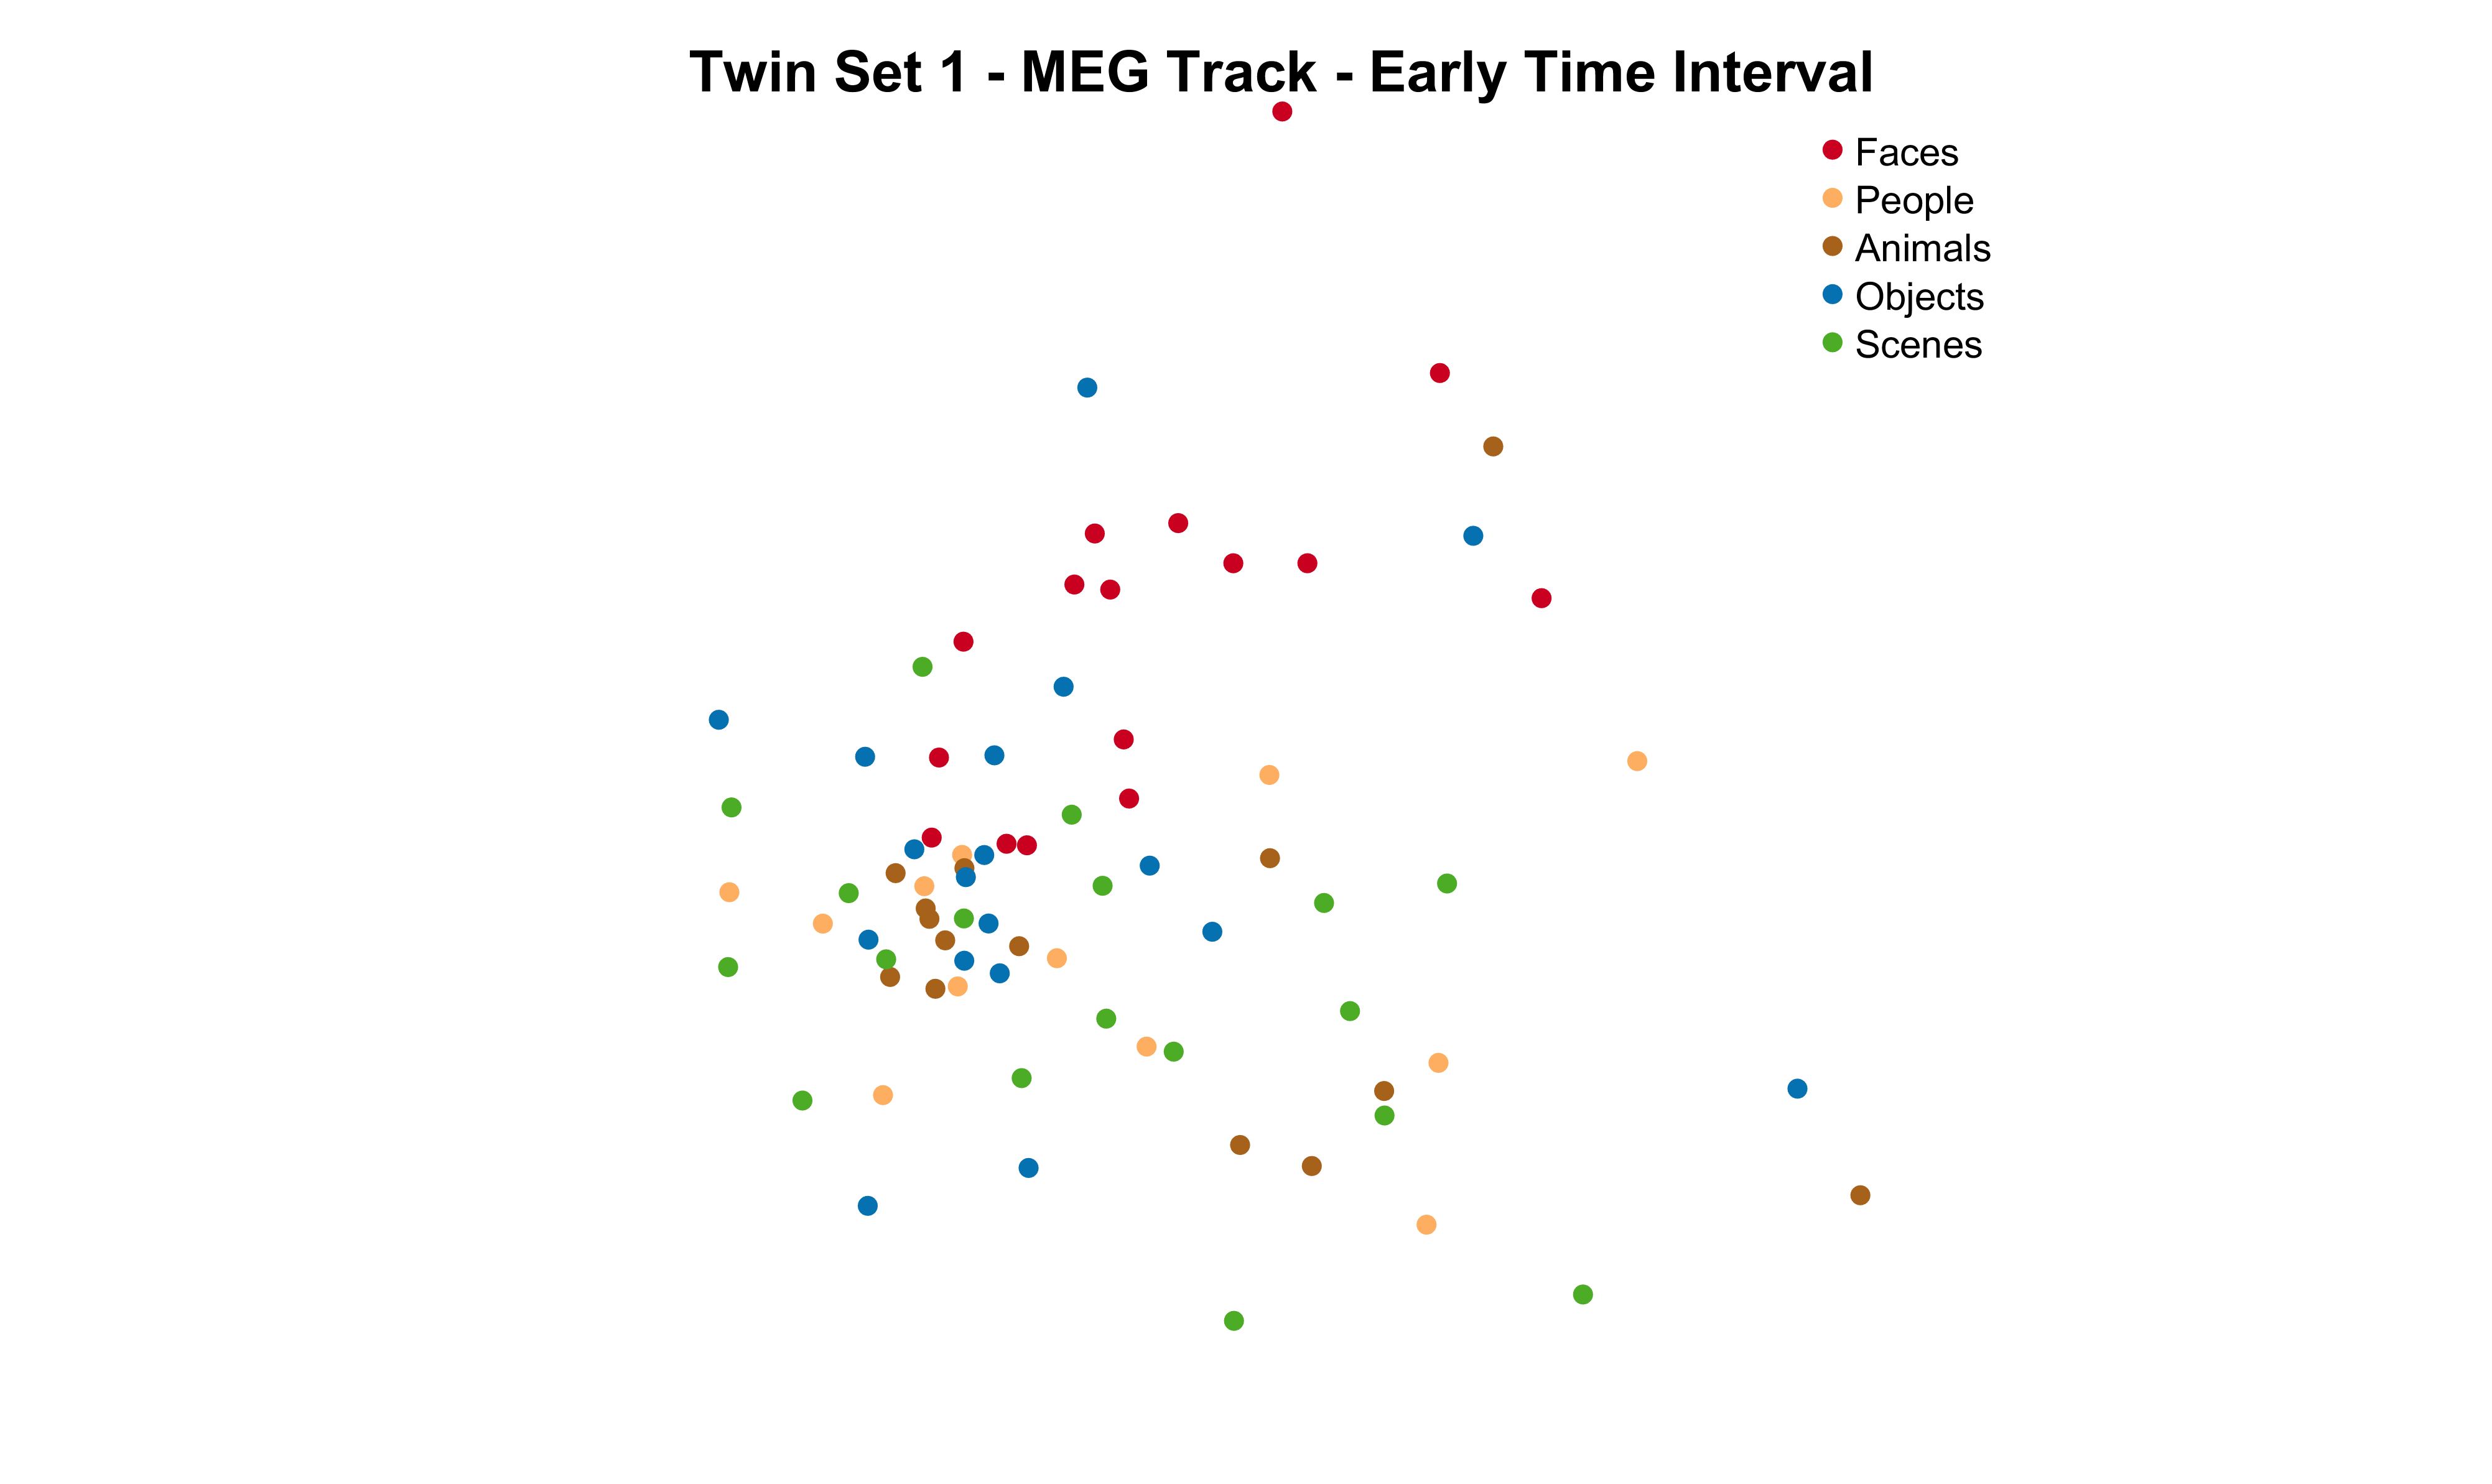 Twin Set 1 - MEG Track - Early Time Interval
Faces
People
Animals
Objects
Scenes